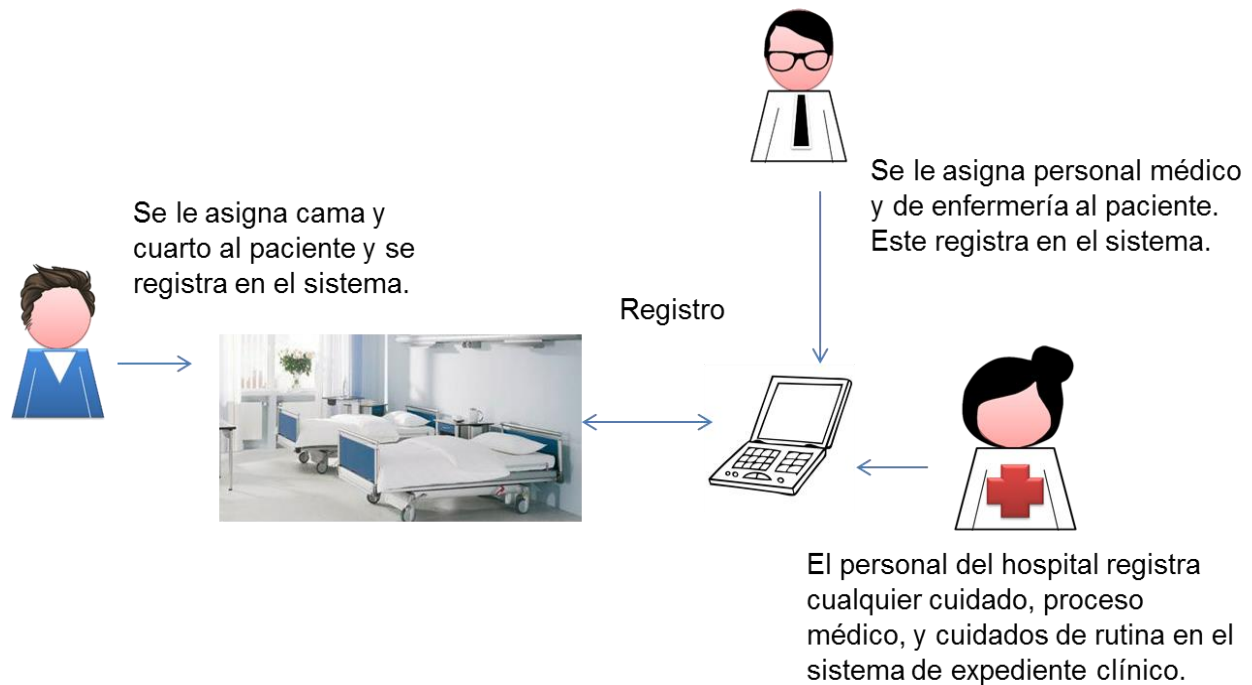 Se le asigna cama y
cuarto al paciente y se
registra en el sistema.
Se le asigna personal médico
y de enfermería al paciente.
Este registra en el sistema.
Registro
El personal del hospital registra
cualquier cuidado, proceso
médico, y cuidados de rutina en el
sistema de expediente clínico.